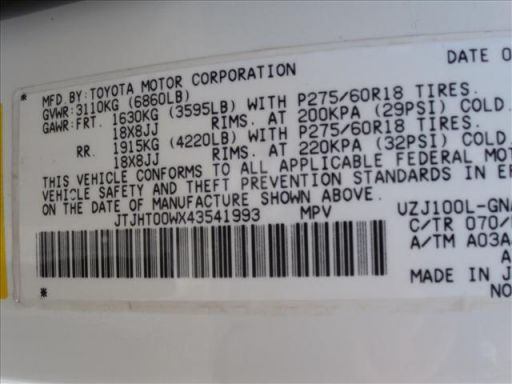 DATE 0
MFD.BY:TOYOTA MOTOR CORPORATION
GVWR:3110KG (6860LB)
GAWR:FRT. 1630KG (3595LB) WITH P275/60R18 TIRES.
18X8JJ RIMS. AT 200KPA (29PSI) COLD.
RR. 1915KG (4220LB) WITH P275/60R18 TIRES.
18X8JJ RIMS. AT 220KPA (32PSI) COLD.
THIS VEHICLE CONFORMS TO ALL APPLICABLE FEDERAL MOT
VEHICLE SAFETY AND THEFT PREVENTION STANDARDS IN EF
ON THE DATE OF MANUFACTURE SHOWN ABOVE.
JTJHT00WX43541993 MPV UZJ100L-GNA
C/TR 070/
A/TM A03A
A
MADE IN J
NO